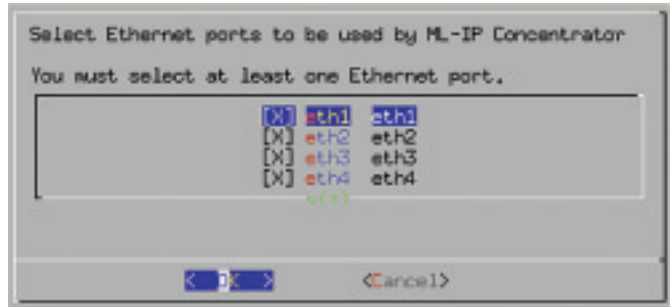 Select Ethernet ports to be used by ML-IP Concentrator
You must select at least one Ethernet port.
[X] eth1 eth1
[X] eth2 eth2
[X] eth3 eth3
[X] eth4 eth4
v(+)
< OK > <Cancel>